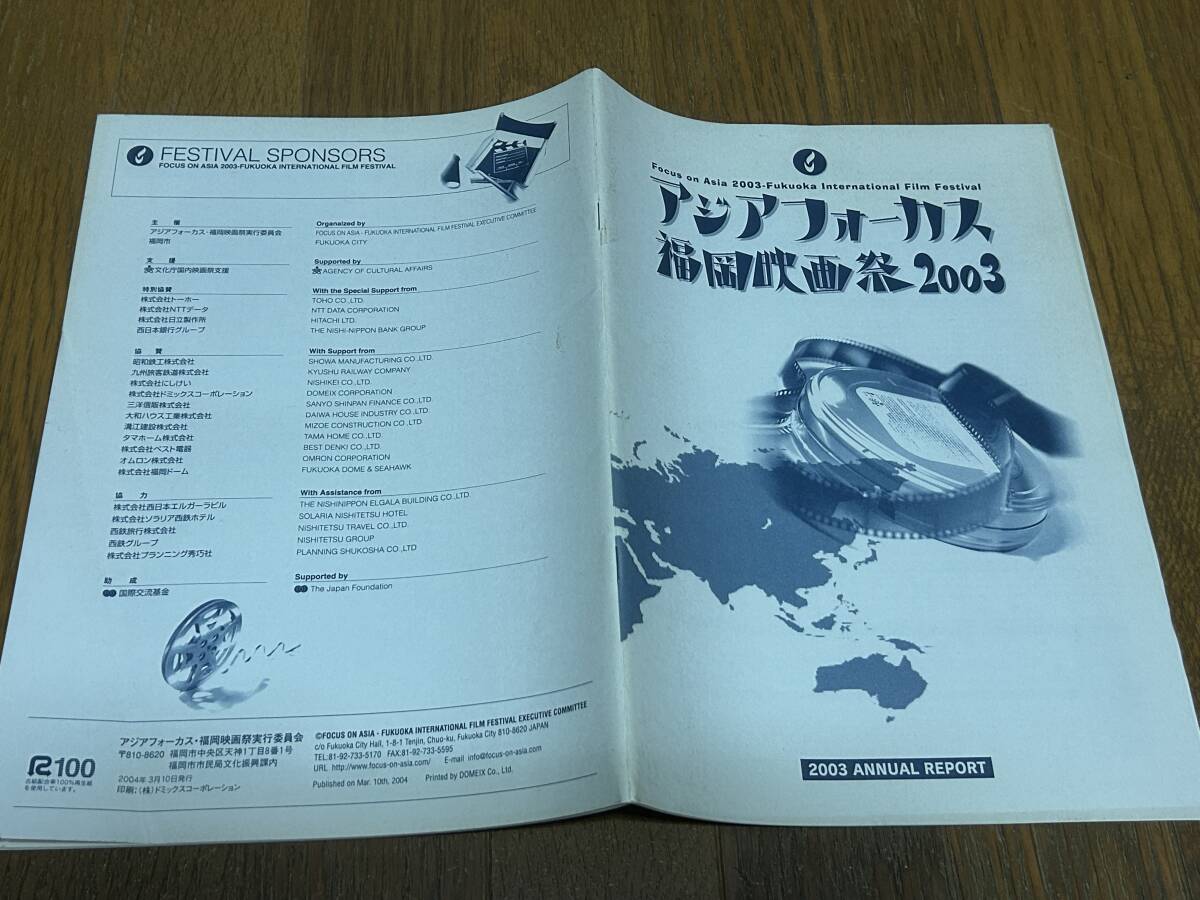 FESTIVAL SPONSORS
FOCUS ON ASIA 2003-FUKUOKA INTERNATIONAL FILM FESTIVAL
主 催
アジアフォーカス・福岡映画祭実行委員会
福岡市
Organaized by
FOCUS ON ASIA - FUKUOKA INTERNATIONAL FILM FESTIVAL EXECUTIVE COMMITTEE
FUKUOKA CITY
支 援
文化庁国内映画祭支援
Supported by
AGENCY OF CULTURAL AFFAIRS
特別協賛
株式会社トーホー
株式会社NTTデータ
株式会社日立製作所
西日本銀行グループ
With the Special Support from
TOHO CO.,LTD.
NTT DATA CORPORATION
HITACHI LTD.
THE NISHI-NIPPON BANK GROUP
協 賛
昭和鉄工株式会社
九州旅客鉄道株式会社
株式会社にしけい
株式会社ドミックスコーポレーション
三洋信販株式会社
大和ハウス工業株式会社
溝江建設株式会社
タマホーム株式会社
株式会社ベスト電器
オムロン株式会社
株式会社福岡ドーム
With Support from
SHOWA MANUFACTURING CO.,LTD.
KYUSHU RAILWAY COMPANY
NISHIKEI CO.,LTD.
DOMEIX CORPORATION
SANYO SHINPAN FINANCE CO.,LTD.
DAIWA HOUSE INDUSTRY CO.,LTD.
MIZOE CONSTRUCTION CO.,LTD.
TAMA HOME CO.,LTD.
BEST DENKI CO.,LTD.
OMRON CORPORATION
FUKUOKA DOME & SEAHAWK
協 力
株式会社西日本エルガーラビル
株式会社ソラリア西鉄ホテル
西鉄旅行株式会社
西鉄グループ
株式会社プランニング秀巧社
With Assistance from
THE NISHINIPPON ELGALA BUILDING CO.,LTD.
SOLARIA NISHITETSU HOTEL
NISHITETSU TRAVEL CO.,LTD.
NISHITETSU GROUP
PLANNING SHUKOSHA CO.,LTD
助 成
国際交流基金
Supported by
The Japan Foundation
R100
古紙配合率100%再生紙
を使用しています。
アジアフォーカス・福岡映画祭実行委員会
〒810-8620 福岡市中央区天神1丁目8番1号
福岡市市民局文化振興課内
2004年3月10日発行
印刷:(株)ドミックスコーポレーション
©FOCUS ON ASIA - FUKUOKA INTERNATIONAL FILM FESTIVAL EXECUTIVE COMMITTEE
c/o Fukuoka City Hall, 1-8-1 Tenjin, Chuo-ku, Fukuoka City 810-8620 JAPAN
TEL:81-92-733-5170 FAX:81-92-733-5595
URL http://www.focus-on-asia.com/ E-mail info@focus-on-asia.com
Published on Mar. 10th, 2004 Printed by DOMEIX Co., Ltd.
Focus on Asia 2003-Fukuoka International Film Festival
アジアフォーカス
福岡映画祭2003
2003 ANNUAL REPORT